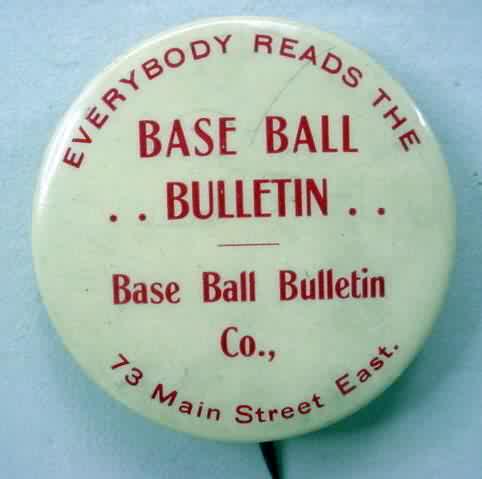 EVERYBODY READS THE
BASE BALL
. . BULLETIN . .
Base Ball Bulletin
Co.,
73 Main Street East.